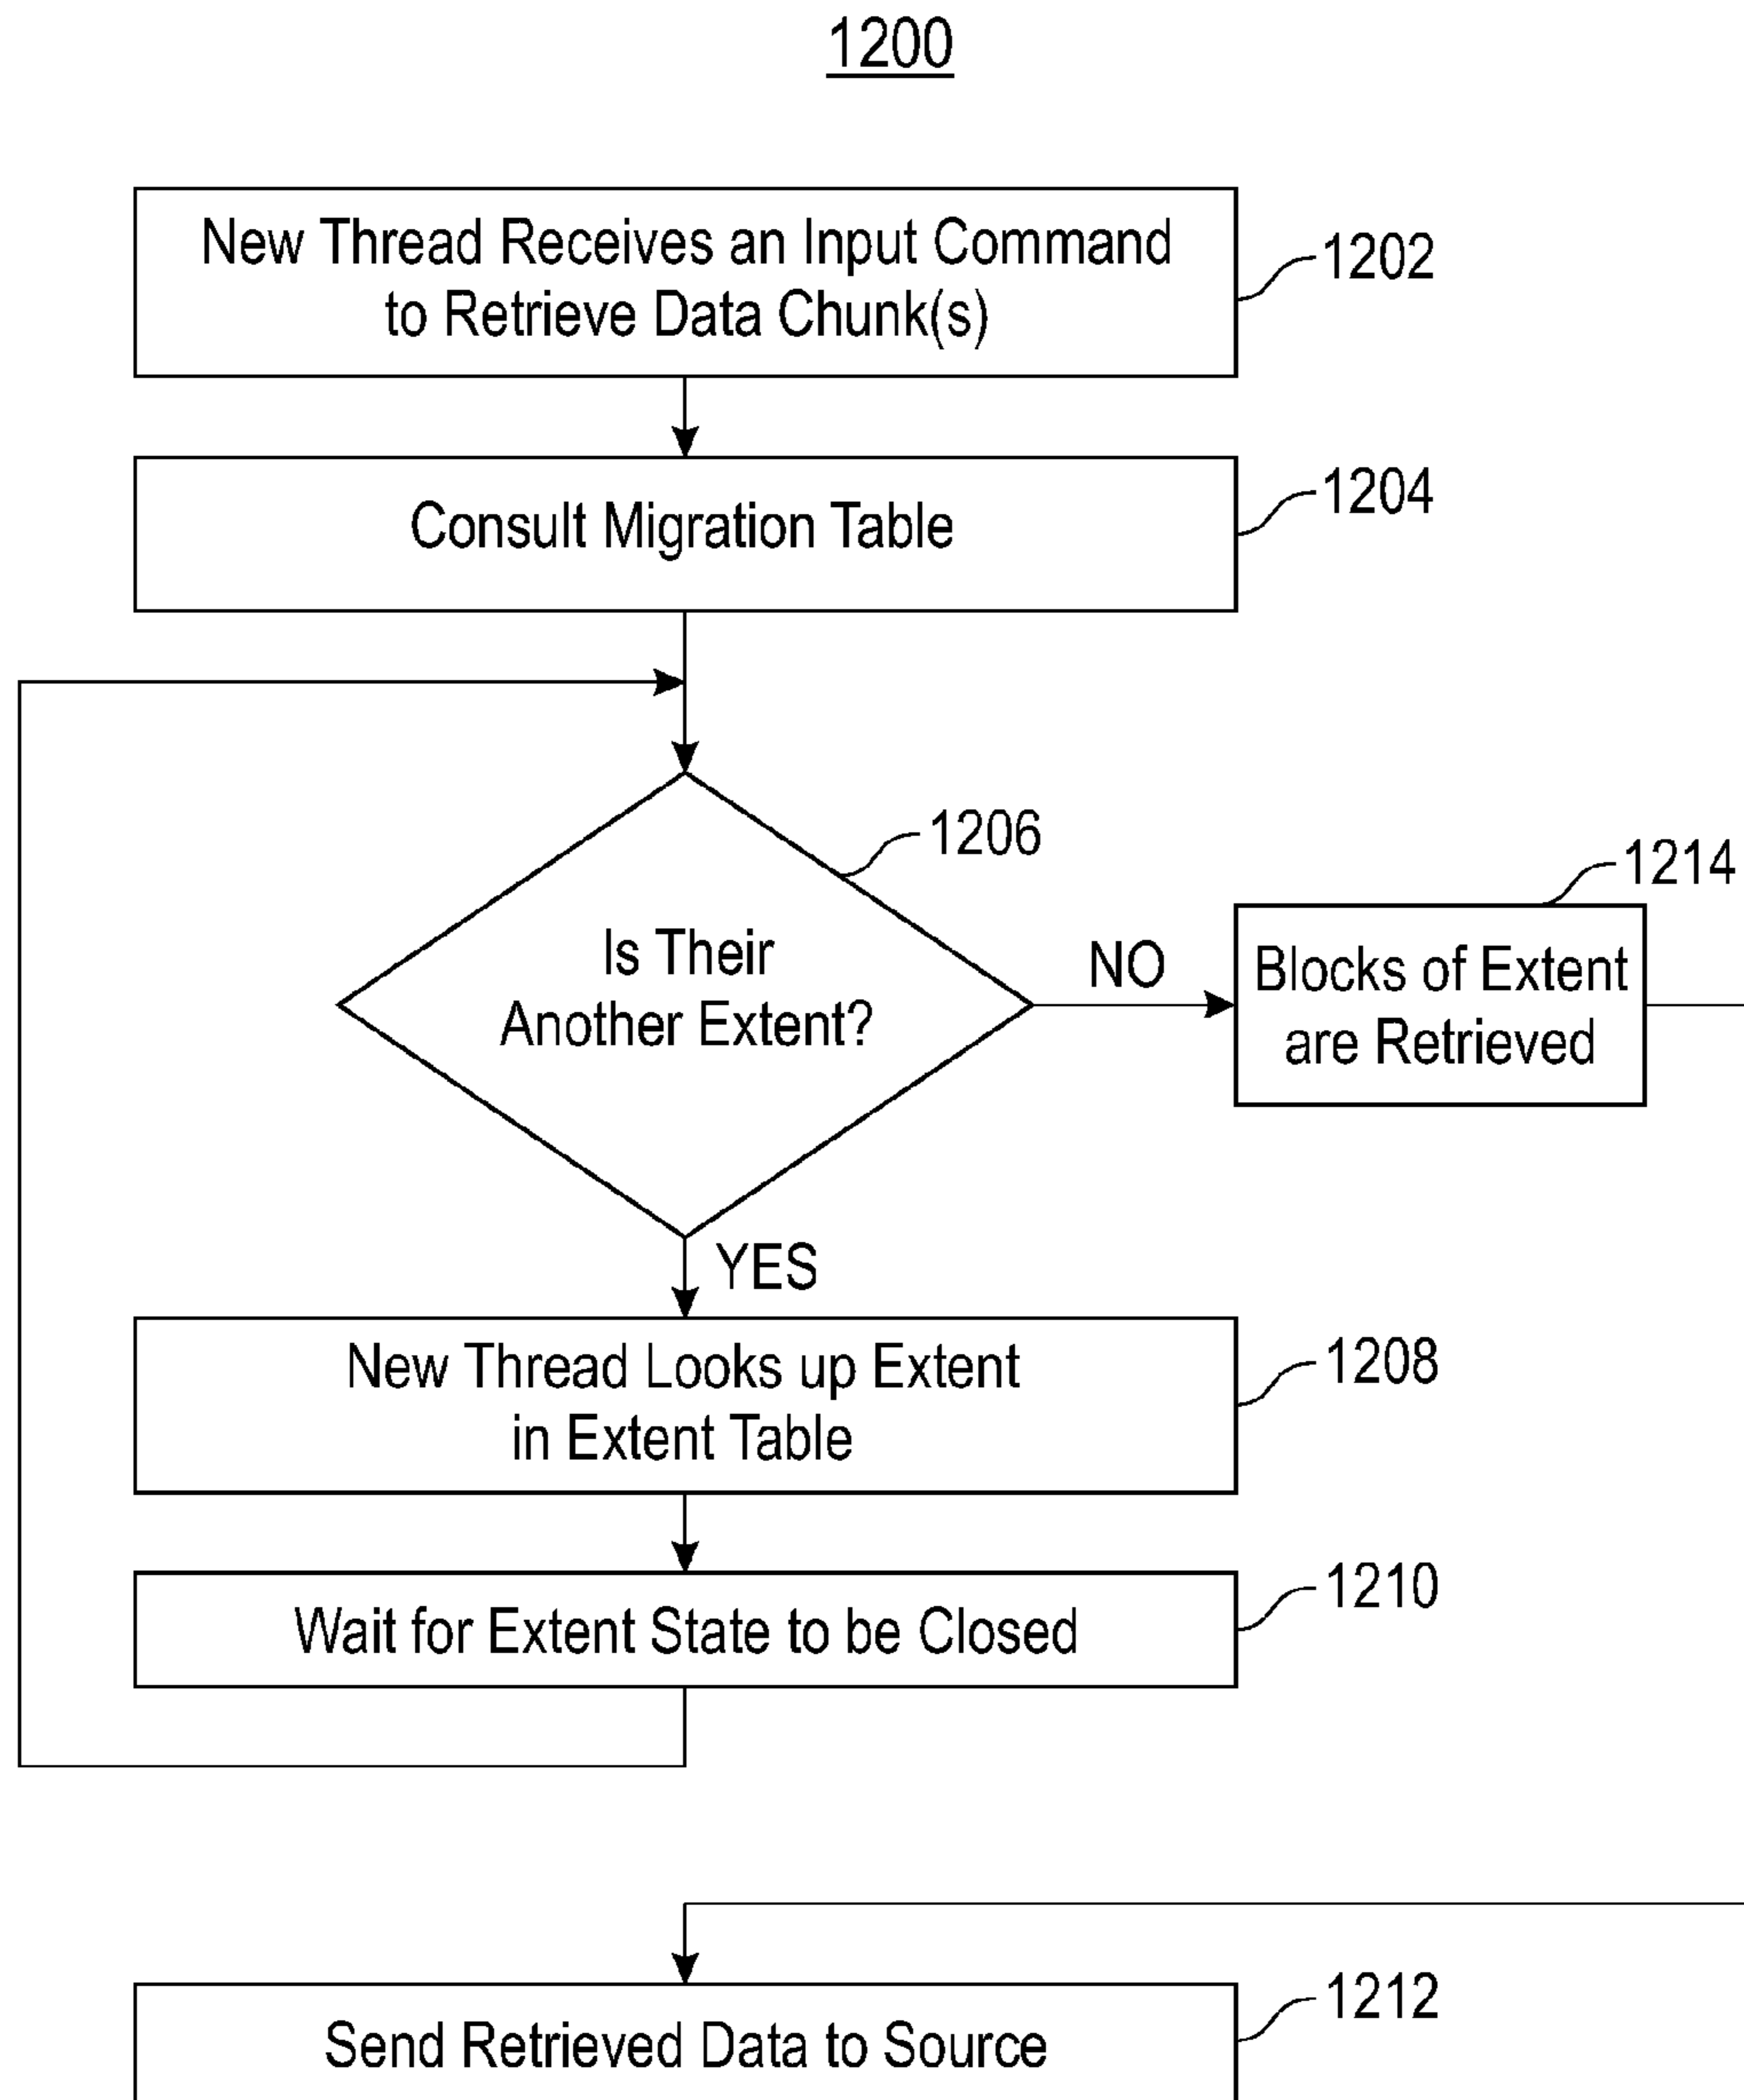 1200
New Thread Receives an Input Command
to Retrieve Data Chunk(s)
1202
Consult Migration Table
1204
Is Their
Another Extent?
1206
NO
Blocks of Extent
are Retrieved
1214
YES
New Thread Looks up Extent
in Extent Table
1208
Wait for Extent State to be Closed
1210
Send Retrieved Data to Source
1212